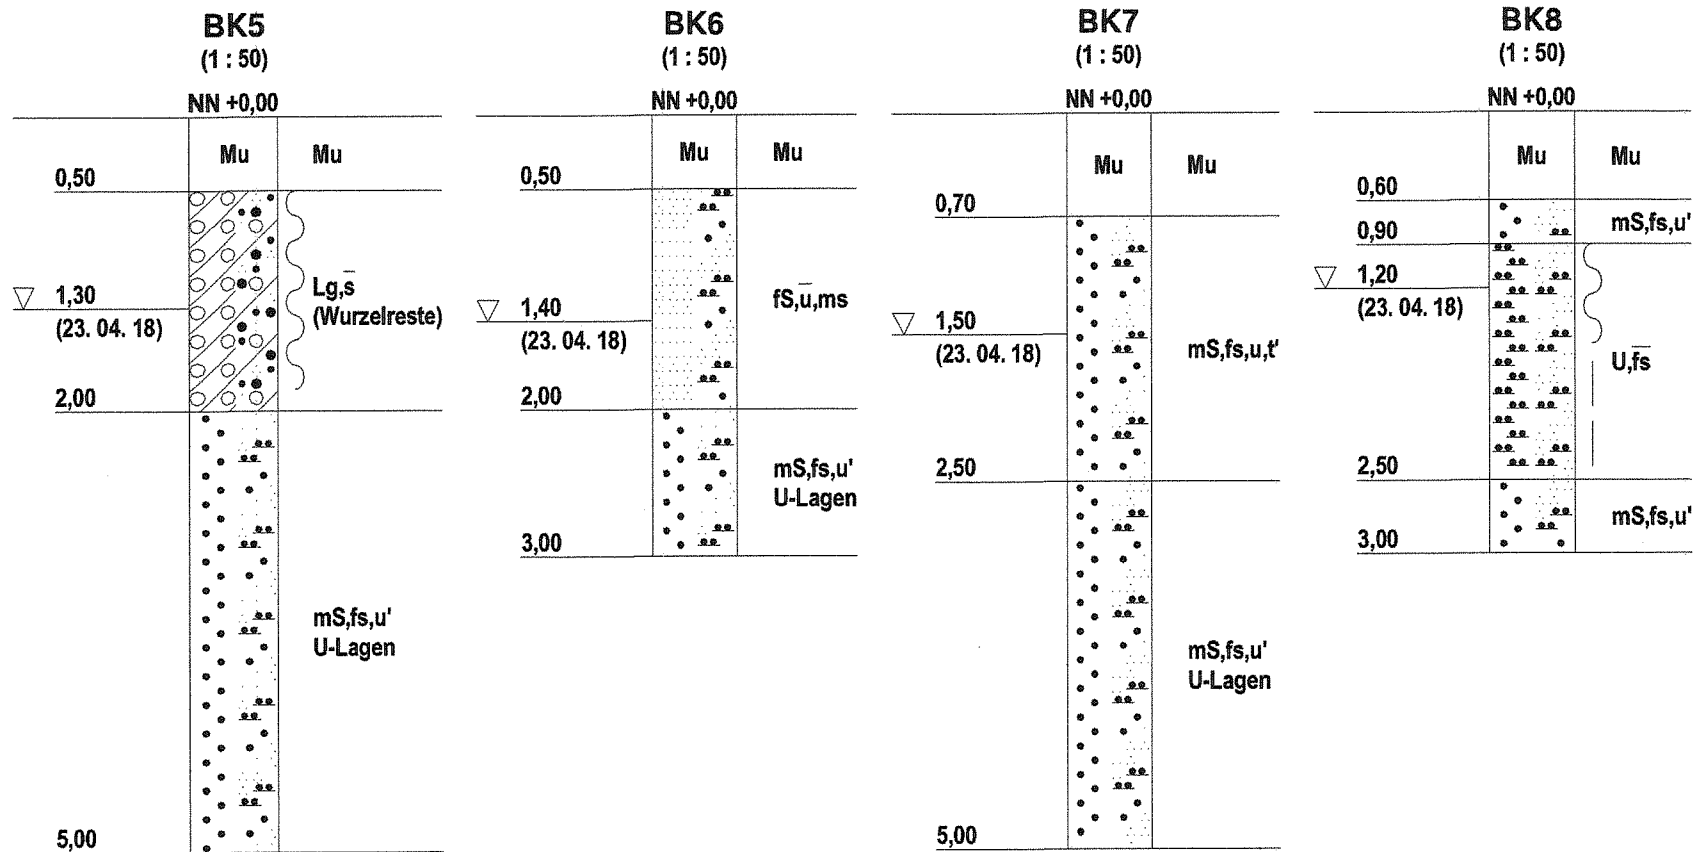 BK5
(1 : 50)
NN +0,00
Mu
Mu
0,50
Lg,s̅
(Wurzelreste)
1,30
(23. 04. 18)
2,00
mS,fs,u'
U-Lagen
5,00
BK6
(1 : 50)
NN +0,00
Mu
Mu
0,50
fS,u̅,ms
1,40
(23. 04. 18)
2,00
mS,fs,u'
U-Lagen
3,00
BK7
(1 : 50)
NN +0,00
Mu
Mu
0,70
1,50
(23. 04. 18)
mS,fs,u,t'
2,50
mS,fs,u'
U-Lagen
5,00
BK8
(1 : 50)
NN +0,00
Mu
Mu
0,60
mS,fs,u'
0,90
1,20
(23. 04. 18)
U,f̅s̅
2,50
mS,fs,u'
3,00